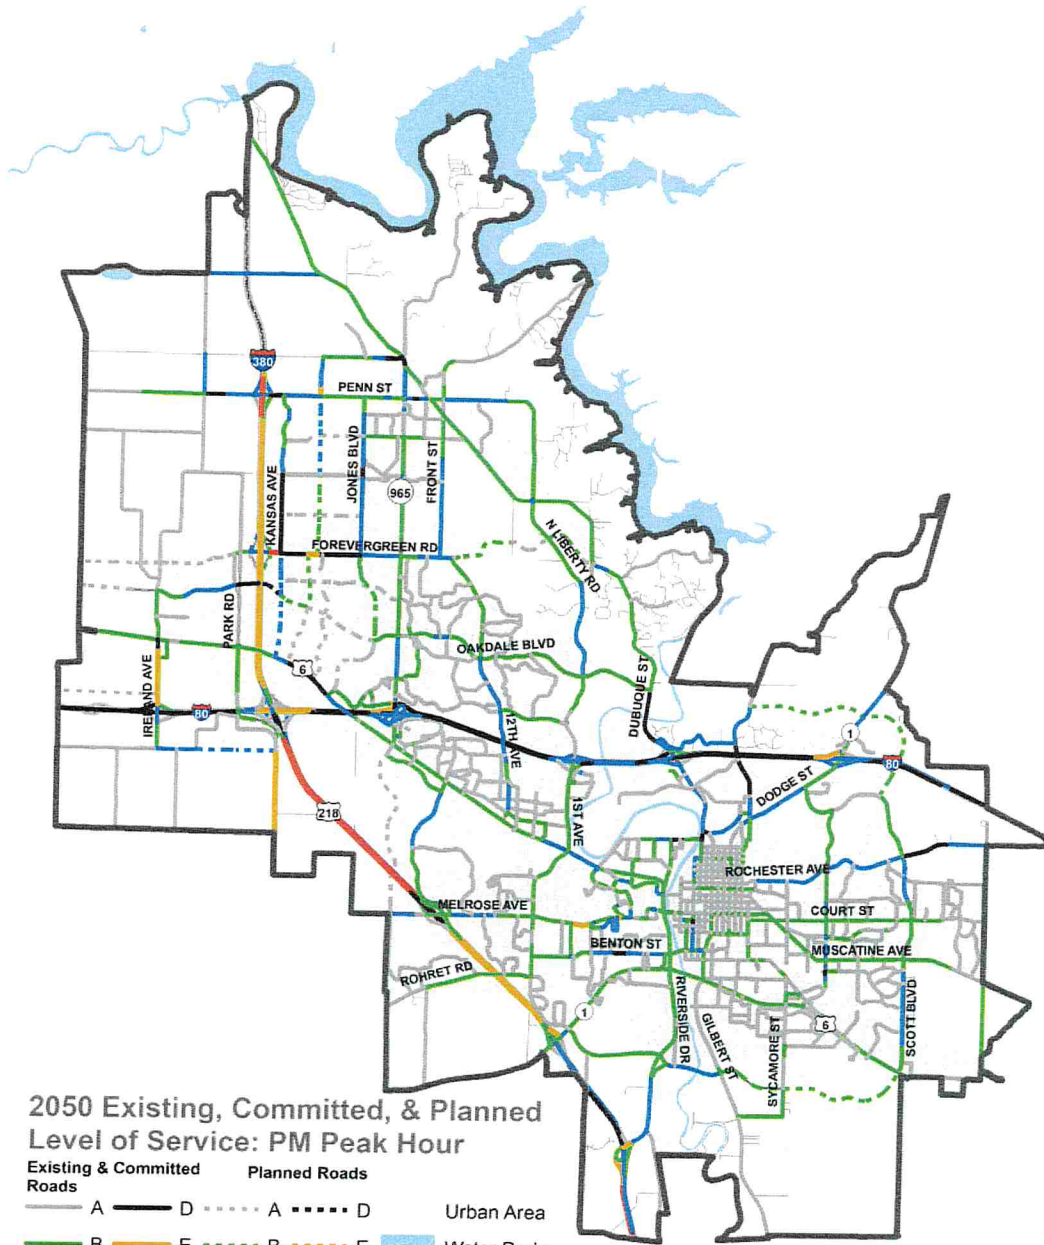 380
PENN ST
JONES BLVD
FRONT ST
KANSAS AVE
965
N LIBERTY RD
FOREVERGREEN RD
PARK RD
OAKDALE BLVD
6
IRELAND AVE
80
DUBUQUE ST
12TH AVE
1
80
DODGE ST
218
1ST AVE
ROCHESTER AVE
MELROSE AVE
COURT ST
BENTON ST
MUSCATINE AVE
ROHRET RD
RIVERSIDE DR
GILBERT ST
SYCAMORE ST
SCOTT BLVD
1
6
2050 Existing, Committed, & Planned
Level of Service: PM Peak Hour
Existing & Committed Roads
Planned Roads
A D A D Urban Area
B E B E